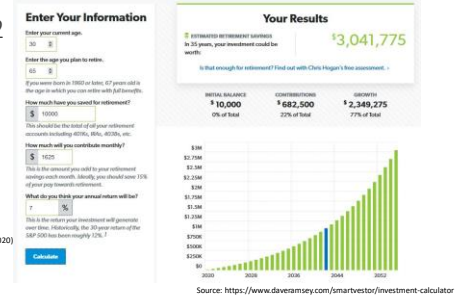 Enter Your Information
Enter your current age.
30
Enter the age you plan to retire.
65
If you were born in 1960 or later, 67 years old is
the age in which you can retire with full benefits.
How much have you saved for retirement?
$ 10000
This should be the total of all your retirement
accounts including 401Ks, IRAs, 403Bs, etc.
How much will you contribute monthly?
$ 1625
This is the amount you add to your retirement
savings each month. Ideally, you should save 15%
of your pay towards retirement.
What do you think your annual return will be?
7 %
This is the return your investment will generate
over time. Historically, the 30-year return of the
S&P 500 has been roughly 12%.
Calculate
020)
Your Results
ESTIMATED RETIREMENT SAVINGS
In 35 years, your investment could be
worth:
$3,041,775
Is that enough for retirement? Find out with Chris Hogan's free assessment.
INITIAL BALANCE
$10,000
0% of Total
CONTRIBUTIONS
$682,500
22% of Total
GROWTH
$2,349,275
77% of Total
$3M
$2.75M
$2.5M
$2.25M
$2M
$1.75M
$1.5M
$1.25M
$1M
$750K
$500K
$250K
$0
2020 2028 2036 2044 2052
Source: https://www.daveramsey.com/smartvestor/investment-calculator